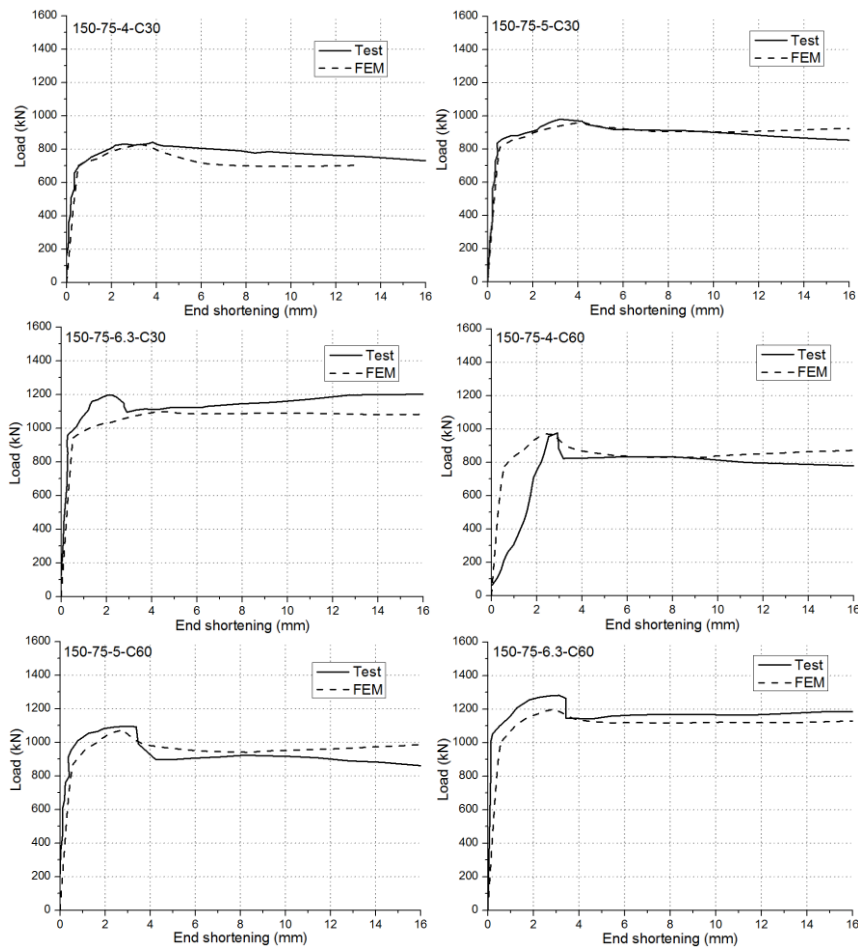 150-75-4-C30
Test
FEM
Load (kN)
1600
1400
1200
1000
800
600
400
200
0
0 2 4 6 8 10 12 14 16
End shortening (mm)
150-75-5-C30
Test
FEM
Load (kN)
1600
1400
1200
1000
800
600
400
200
0
0 2 4 6 8 10 12 14 16
End shortening (mm)
150-75-6.3-C30
Test
FEM
Load (kN)
1600
1400
1200
1000
800
600
400
200
0
0 2 4 6 8 10 12 14 16
End shortening (mm)
150-75-4-C60
Test
FEM
Load (kN)
1600
1400
1200
1000
800
600
400
200
0
0 2 4 6 8 10 12 14 16
End shortening (mm)
150-75-5-C60
Test
FEM
Load (kN)
1600
1400
1200
1000
800
600
400
200
0
0 2 4 6 8 10 12 14 16
End shortening (mm)
150-75-6.3-C60
Test
FEM
Load (kN)
1600
1400
1200
1000
800
600
400
200
0
0 2 4 6 8 10 12 14 16
End shortening (mm)